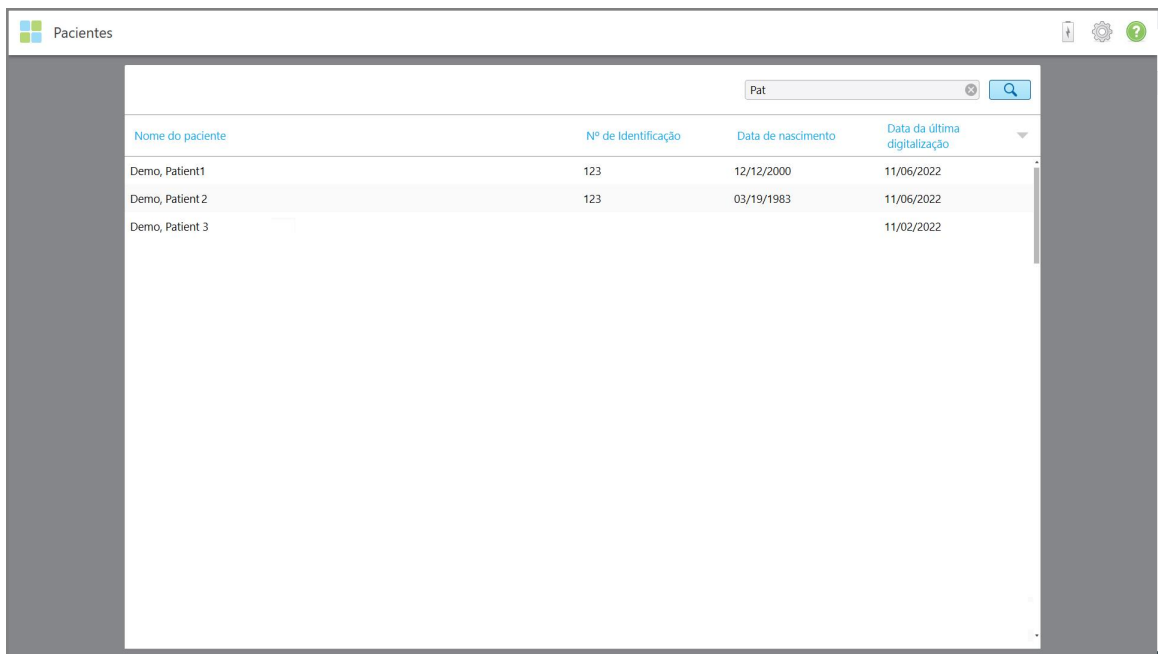 Pacientes
Pat
Nome do paciente Nº de Identificação Data de nascimento Data da última digitalização
Demo, Patient1 123 12/12/2000 11/06/2022
Demo, Patient 2 123 03/19/1983 11/06/2022
Demo, Patient 3 11/02/2022